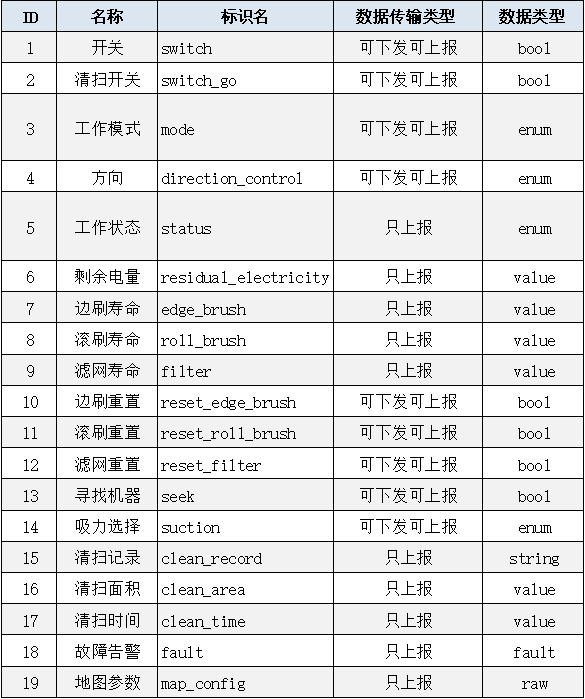 ID 名称 标识名 数据传输类型 数据类型
1 开关 switch 可下发可上报 bool
2 清扫开关 switch_go 可下发可上报 bool
3 工作模式 mode 可下发可上报 enum
4 方向 direction_control 可下发可上报 enum
5 工作状态 status 只上报 enum
6 剩余电量 residual_electricity 只上报 value
7 边刷寿命 edge_brush 只上报 value
8 滚刷寿命 roll_brush 只上报 value
9 滤网寿命 filter 只上报 value
10 边刷重置 reset_edge_brush 可下发可上报 bool
11 滚刷重置 reset_roll_brush 可下发可上报 bool
12 滤网重置 reset_filter 可下发可上报 bool
13 寻找机器 seek 可下发可上报 bool
14 吸力选择 suction 可下发可上报 enum
15 清扫记录 clean_record 只上报 string
16 清扫面积 clean_area 只上报 value
17 清扫时间 clean_time 只上报 value
18 故障告警 fault 只上报 fault
19 地图参数 map_config 只上报 raw